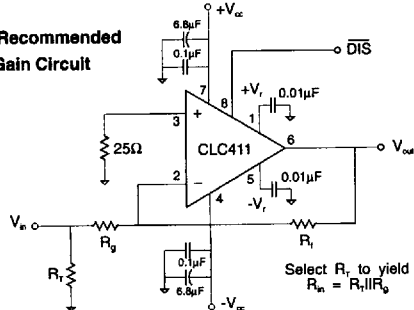 Recommended
Gain Circuit
+Vcc
6.8µF
0.1µF
DIS
7
8
+Vr
0.01µF
1
3
+
CLC411
6
Vout
25Ω
2
−
5
0.01µF
4
-Vr
Vin
Rg
Rf
0.1µF
6.8µF
RT
Select RT to yield
Rin = RT||Rg
-Vcc